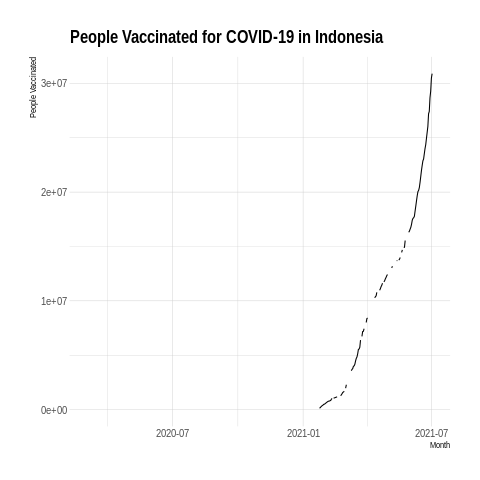 People Vaccinated for COVID-19 in Indonesia
People Vaccinated
3e+07
2e+07
1e+07
0e+00
2020-07 2021-01 2021-07
Month